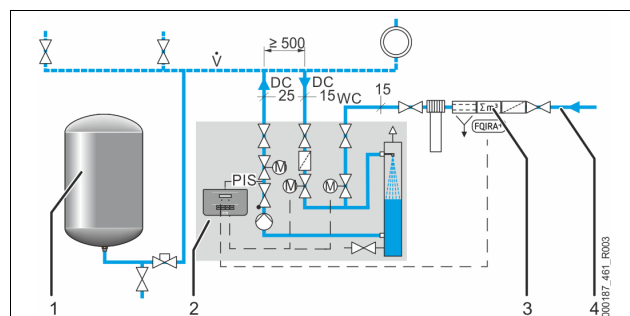 ≥ 500
V̇
DC
25
DC
15
WC
15
Σm³
FQIRA+
M
PIS
M
M
1
2
3
4
000187_461_R003